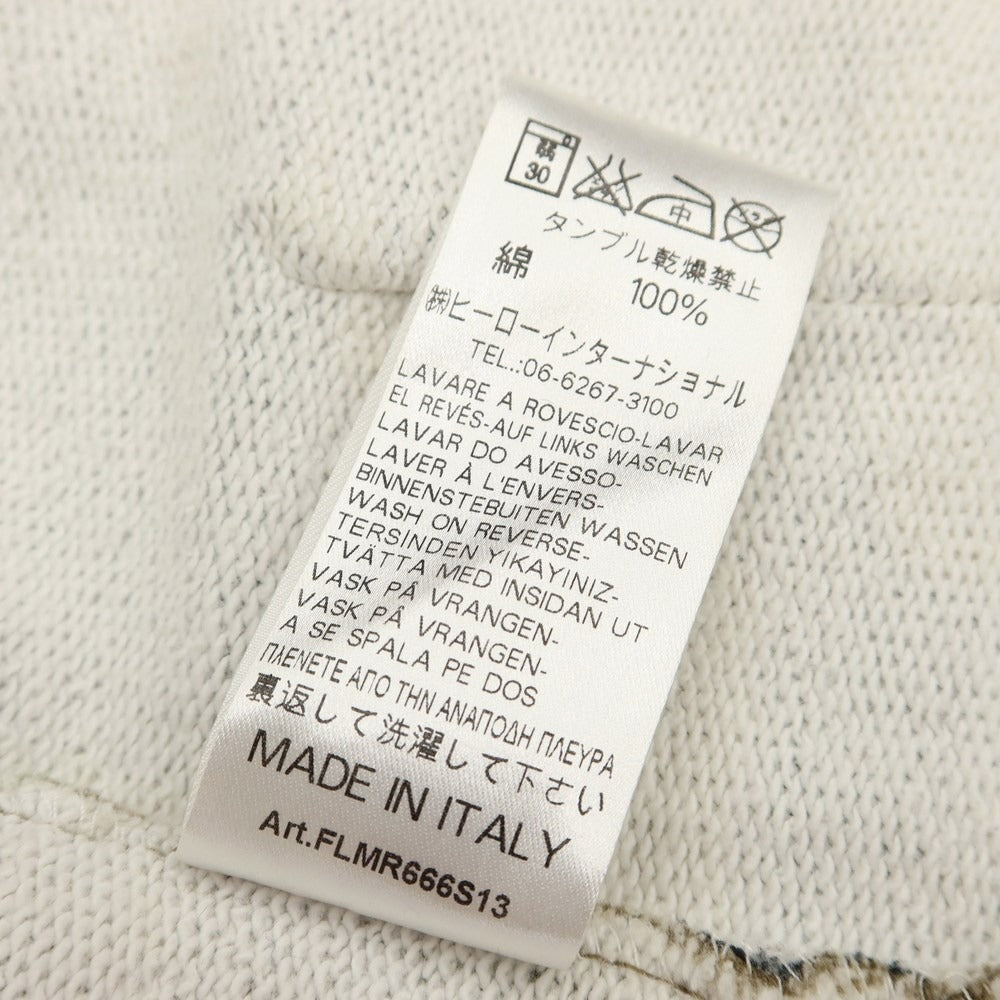 30
中
タンブル乾燥禁止
綿 100%
㈱ヒーローインターナショナル
TEL.:06-6267-3100
LAVARE A ROVESCIO-LAVAR
EL REVÉS-AUF LINKS WASCHEN
LAVAR DO AVESSO-
LAVER À L'ENVERS-
BINNENSTEBUITEN WASSEN
WASH ON REVERSE-
TERSINDEN YIKAYINIZ-
TVÄTTA MED INSIDAN UT
VASK PÅ VRANGEN-
VASK PÅ VRANGEN-
A SE SPALA PE DOS
ΠΛΕΝΕΤΕ ΑΠΟ ΤΗΝ ΑΝΑΠΟΔΗ ΠΛΕΥΡΑ
裏返して洗濯して下さい
MADE IN ITALY
Art.FLMR666S13